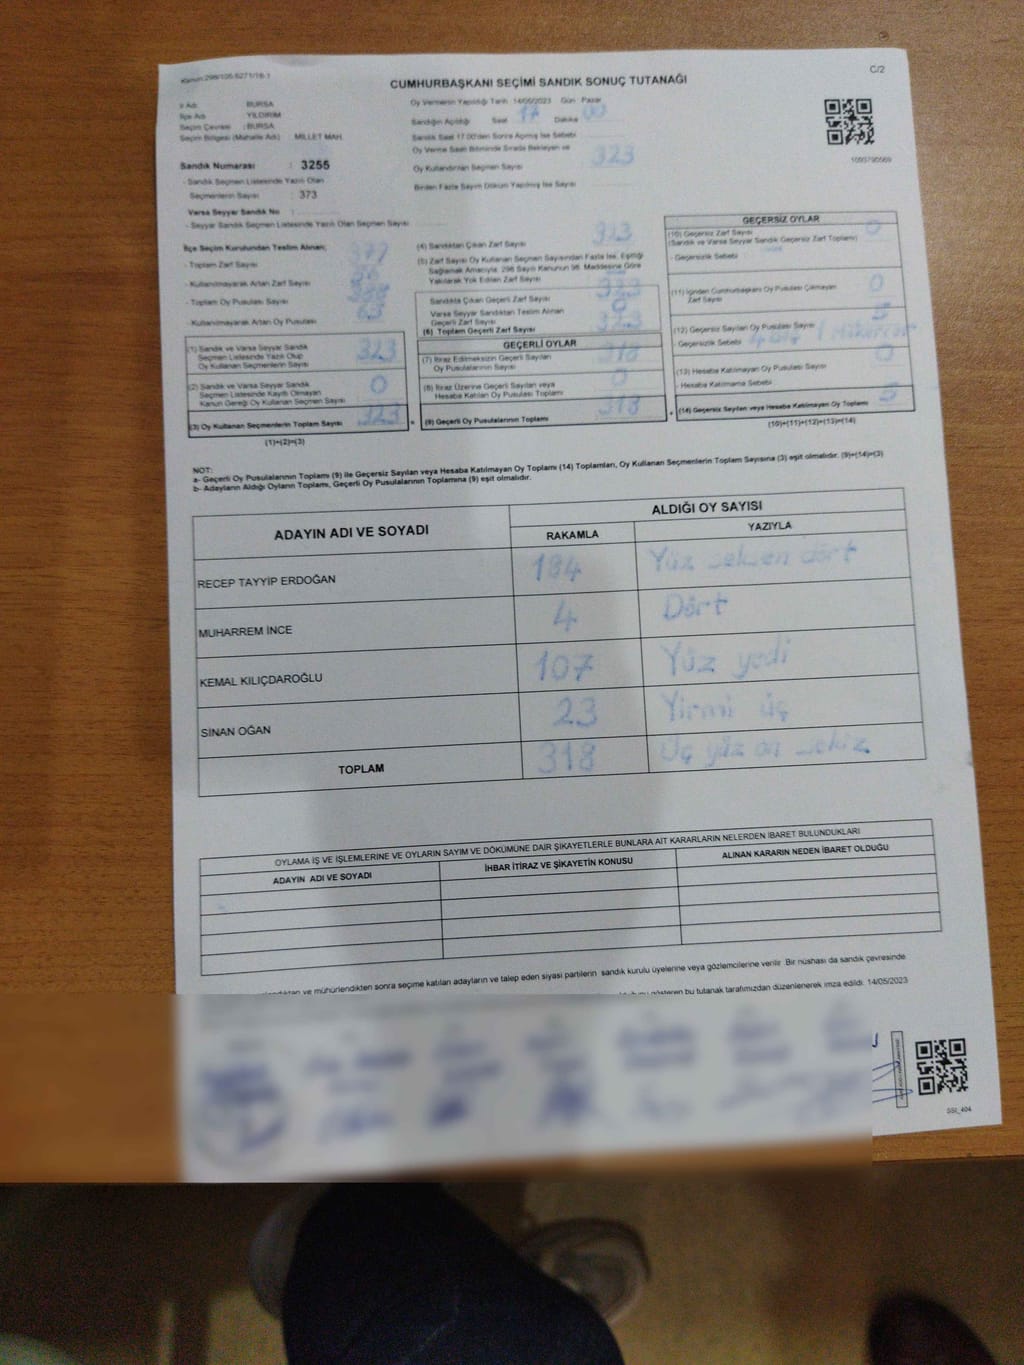 Kanun:298/105-6271/16-1
C/2
CUMHURBAŞKANI SEÇİMİ SANDIK SONUÇ TUTANAĞI
İl Adı : BURSA
İlçe Adı : YILDIRIM
Seçim Çevresi : BURSA
Seçim Bölgesi (Mahalle Adı) : MİLLET MAH.
Sandık Numarası : 3255
- Sandık Seçmen Listesinde Yazılı Olan
Seçmenlerin Sayısı : 373
Varsa Seyyar Sandık No :
- Seyyar Sandık Seçmen Listesinde Yazılı Olan Seçmen Sayısı
Oy Vermenin Yapıldığı Tarih 14/05/2023 Gün Pazar
Sandığın Açıldığı Saat 17 Dakika 00
Sandık Saat 17.00'den Sonra Açılmış İse Sebebi
Oy Verme Saati Bitiminde Sırada Bekleyen ve
Oy Kullandırılan Seçmen Sayısı 323
Birden Fazla Sayım Döküm Yapılmış İse Sayısı
1093790569
İlçe Seçim Kurulundan Teslim Alınan;
- Toplam Zarf Sayısı
- Kullanılmayarak Artan Zarf Sayısı
- Toplam Oy Pusulası Sayısı
- Kullanılmayarak Artan Oy Pusulası 63
(1) Sandık ve Varsa Seyyar Sandık
Seçmen Listesinde Yazılı Olup
Oy Kullanan Seçmenlerin Sayısı 323
(2) Sandık ve Varsa Seyyar Sandık
Seçmen Listesinde Kayıtlı Olmayan
Kanun Gereği Oy Kullanan Seçmen Sayısı 0
(3) Oy Kullanan Seçmenlerin Toplam Sayısı 323
(1)+(2)=(3)
(4) Sandıktan Çıkan Zarf Sayısı 323
(5) Zarf Sayısı Oy Kullanan Seçmen Sayısından Fazla İse, Eşitliği
Sağlamak Amacıyla, 298 Sayılı Kanunun 98. Maddesine Göre
Yakılarak Yok Edilen Zarf Sayısı
Sandıkta Çıkan Geçerli Zarf Sayısı 323
Varsa Seyyar Sandıktan Teslim Alınan
Geçerli Zarf Sayısı 0
(6) Toplam Geçerli Zarf Sayısı 323
GEÇERLİ OYLAR
(7) İtiraz Edilmeksizin Geçerli Sayılan
Oy Pusulalarının Sayısı 318
(8) İtiraz Üzerine Geçerli Sayılan veya
Hesaba Katılan Oy Pusulası Toplamı 0
(9) Geçerli Oy Pusulalarının Toplamı 318
GEÇERSİZ OYLAR
(10) Geçersiz Zarf Sayısı
(Sandık ve Varsa Seyyar Sandık Geçersiz Zarf Toplamı) 0
- Geçersizlik Sebebi
(11) İçinden Cumhurbaşkanı Oy Pusulası Çıkmayan
Zarf Sayısı 0
(12) Geçersiz Sayılan Oy Pusulası Sayısı 5
- Geçersizlik Sebebi
(13) Hesaba Katılmayan Oy Pusulası Sayısı 0
- Hesaba Katılmama Sebebi
(14) Geçersiz Sayılan veya Hesaba Katılmayan Oy Toplamı 5
(10)+(11)+(12)+(13)=(14)
NOT:
a- Geçerli Oy Pusulalarının Toplamı (9) ile Geçersiz Sayılan veya Hesaba Katılmayan Oy Toplamı (14) Toplamları, Oy Kullanan Seçmenlerin Toplam Sayısına (3) eşit olmalıdır. (9)+(14)=(3)
b- Adayların Aldığı Oyların Toplamı, Geçerli Oy Pusulalarının Toplamına (9) eşit olmalıdır.
ADAYIN ADI VE SOYADI
ALDIĞI OY SAYISI
RAKAMLA YAZIYLA
RECEP TAYYİP ERDOĞAN 184 Yüz seksen dört
MUHARREM İNCE 4 Dört
KEMAL KILIÇDAROĞLU 107 Yüz yedi
SİNAN OĞAN 23 Yirmi üç
TOPLAM 318 Üç yüz on sekiz
OYLAMA İŞ VE İŞLEMLERİNE VE OYLARIN SAYIM VE DÖKÜMÜNE DAİR ŞİKAYETLERLE BUNLARA AİT KARARLARIN NELERDEN İBARET BULUNDUKLARI
ADAYIN ADI VE SOYADI İHBAR İTİRAZ VE ŞİKAYETİN KONUSU ALINAN KARARIN NEDEN İBARET OLDUĞU
ve mühürlendikten sonra seçime katılan adayların ve talep eden siyasi partilerin sandık kurulu üyelerine veya gözlemcilerine verilir. Bir nüshası da sandık çevresinde
gösteren bu tutanak tarafımızdan düzenlenerek imza edildi. 14/05/2023
SSI_404